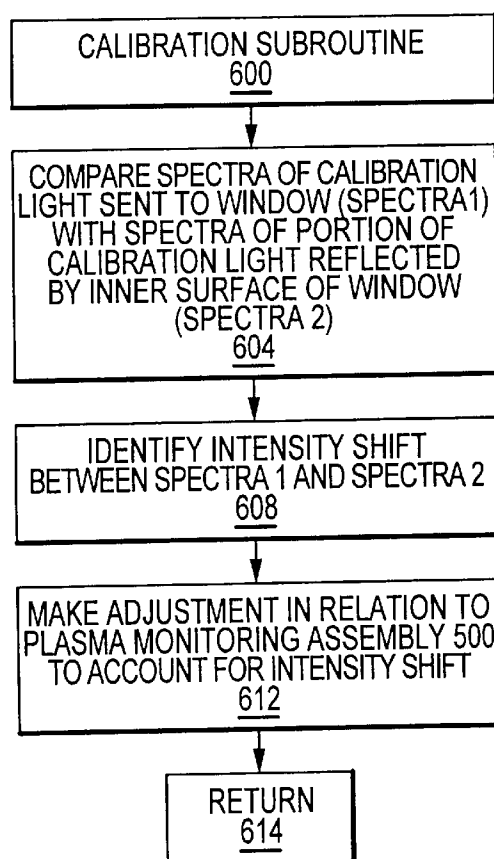 CALIBRATION SUBROUTINE
600
COMPARE SPECTRA OF CALIBRATION
LIGHT SENT TO WINDOW (SPECTRA1)
WITH SPECTRA OF PORTION OF
CALIBRATION LIGHT REFLECTED
BY INNER SURFACE OF WINDOW
(SPECTRA 2)
604
IDENTIFY INTENSITY SHIFT
BETWEEN SPECTRA 1 AND SPECTRA 2
608
MAKE ADJUSTMENT IN RELATION TO
PLASMA MONITORING ASSEMBLY 500
TO ACCOUNT FOR INTENSITY SHIFT
612
RETURN
614